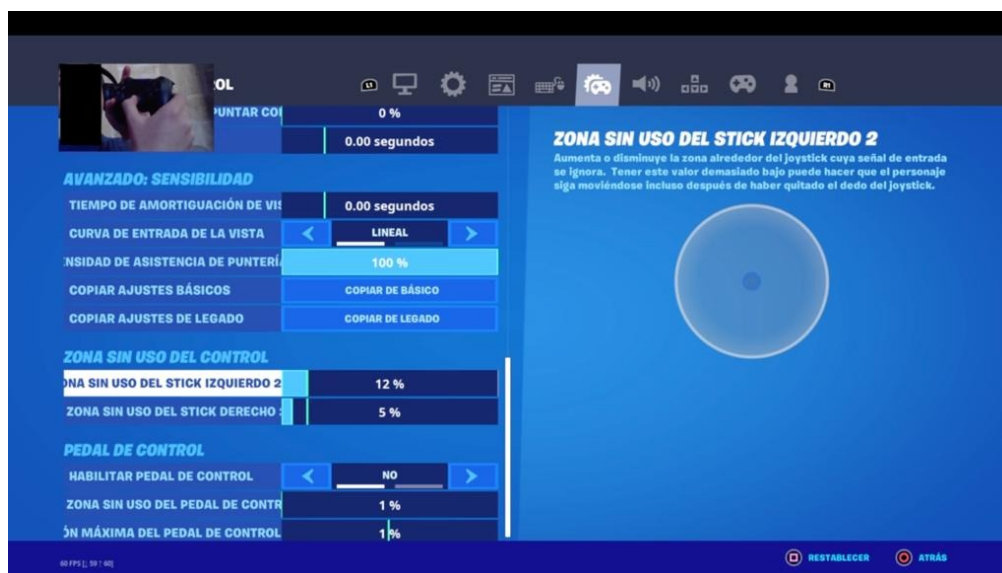 OL
L1
R1
PUNTAR CO
0 %
0.00 segundos
AVANZADO: SENSIBILIDAD
TIEMPO DE AMORTIGUACIÓN DE VIS
0.00 segundos
CURVA DE ENTRADA DE LA VISTA
LINEAL
NSIDAD DE ASISTENCIA DE PUNTERÍ
100 %
COPIAR AJUSTES BÁSICOS
COPIAR DE BÁSICO
COPIAR AJUSTES DE LEGADO
COPIAR DE LEGADO
ZONA SIN USO DEL CONTROL
ONA SIN USO DEL STICK IZQUIERDO 2
12 %
ZONA SIN USO DEL STICK DERECHO
5 %
PEDAL DE CONTROL
HABILITAR PEDAL DE CONTROL
NO
ZONA SIN USO DEL PEDAL DE CONTR
1 %
ÓN MÁXIMA DEL PEDAL DE CONTROL
1 %
ZONA SIN USO DEL STICK IZQUIERDO 2
Aumenta o disminuye la zona alrededor del joystick cuya señal de entrada
se ignora. Tener este valor demasiado bajo puede hacer que el personaje
siga moviéndose incluso después de haber quitado el dedo del joystick.
RESTABLECER
ATRÁS